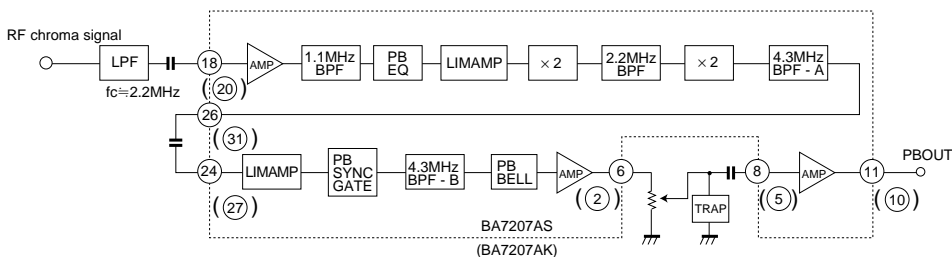 RF chroma signal
LPF
fc≒2.2MHz
18
(20)
AMP
1.1MHz
BPF
PB
EQ
LIMAMP
×2
2.2MHz
BPF
×2
4.3MHz
BPF - A
26
(31)
24
(27)
LIMAMP
PB
SYNC
GATE
4.3MHz
BPF - B
PB
BELL
AMP
6
(2)
TRAP
8
(5)
AMP
11
(10)
PBOUT
BA7207AS
(BA7207AK)